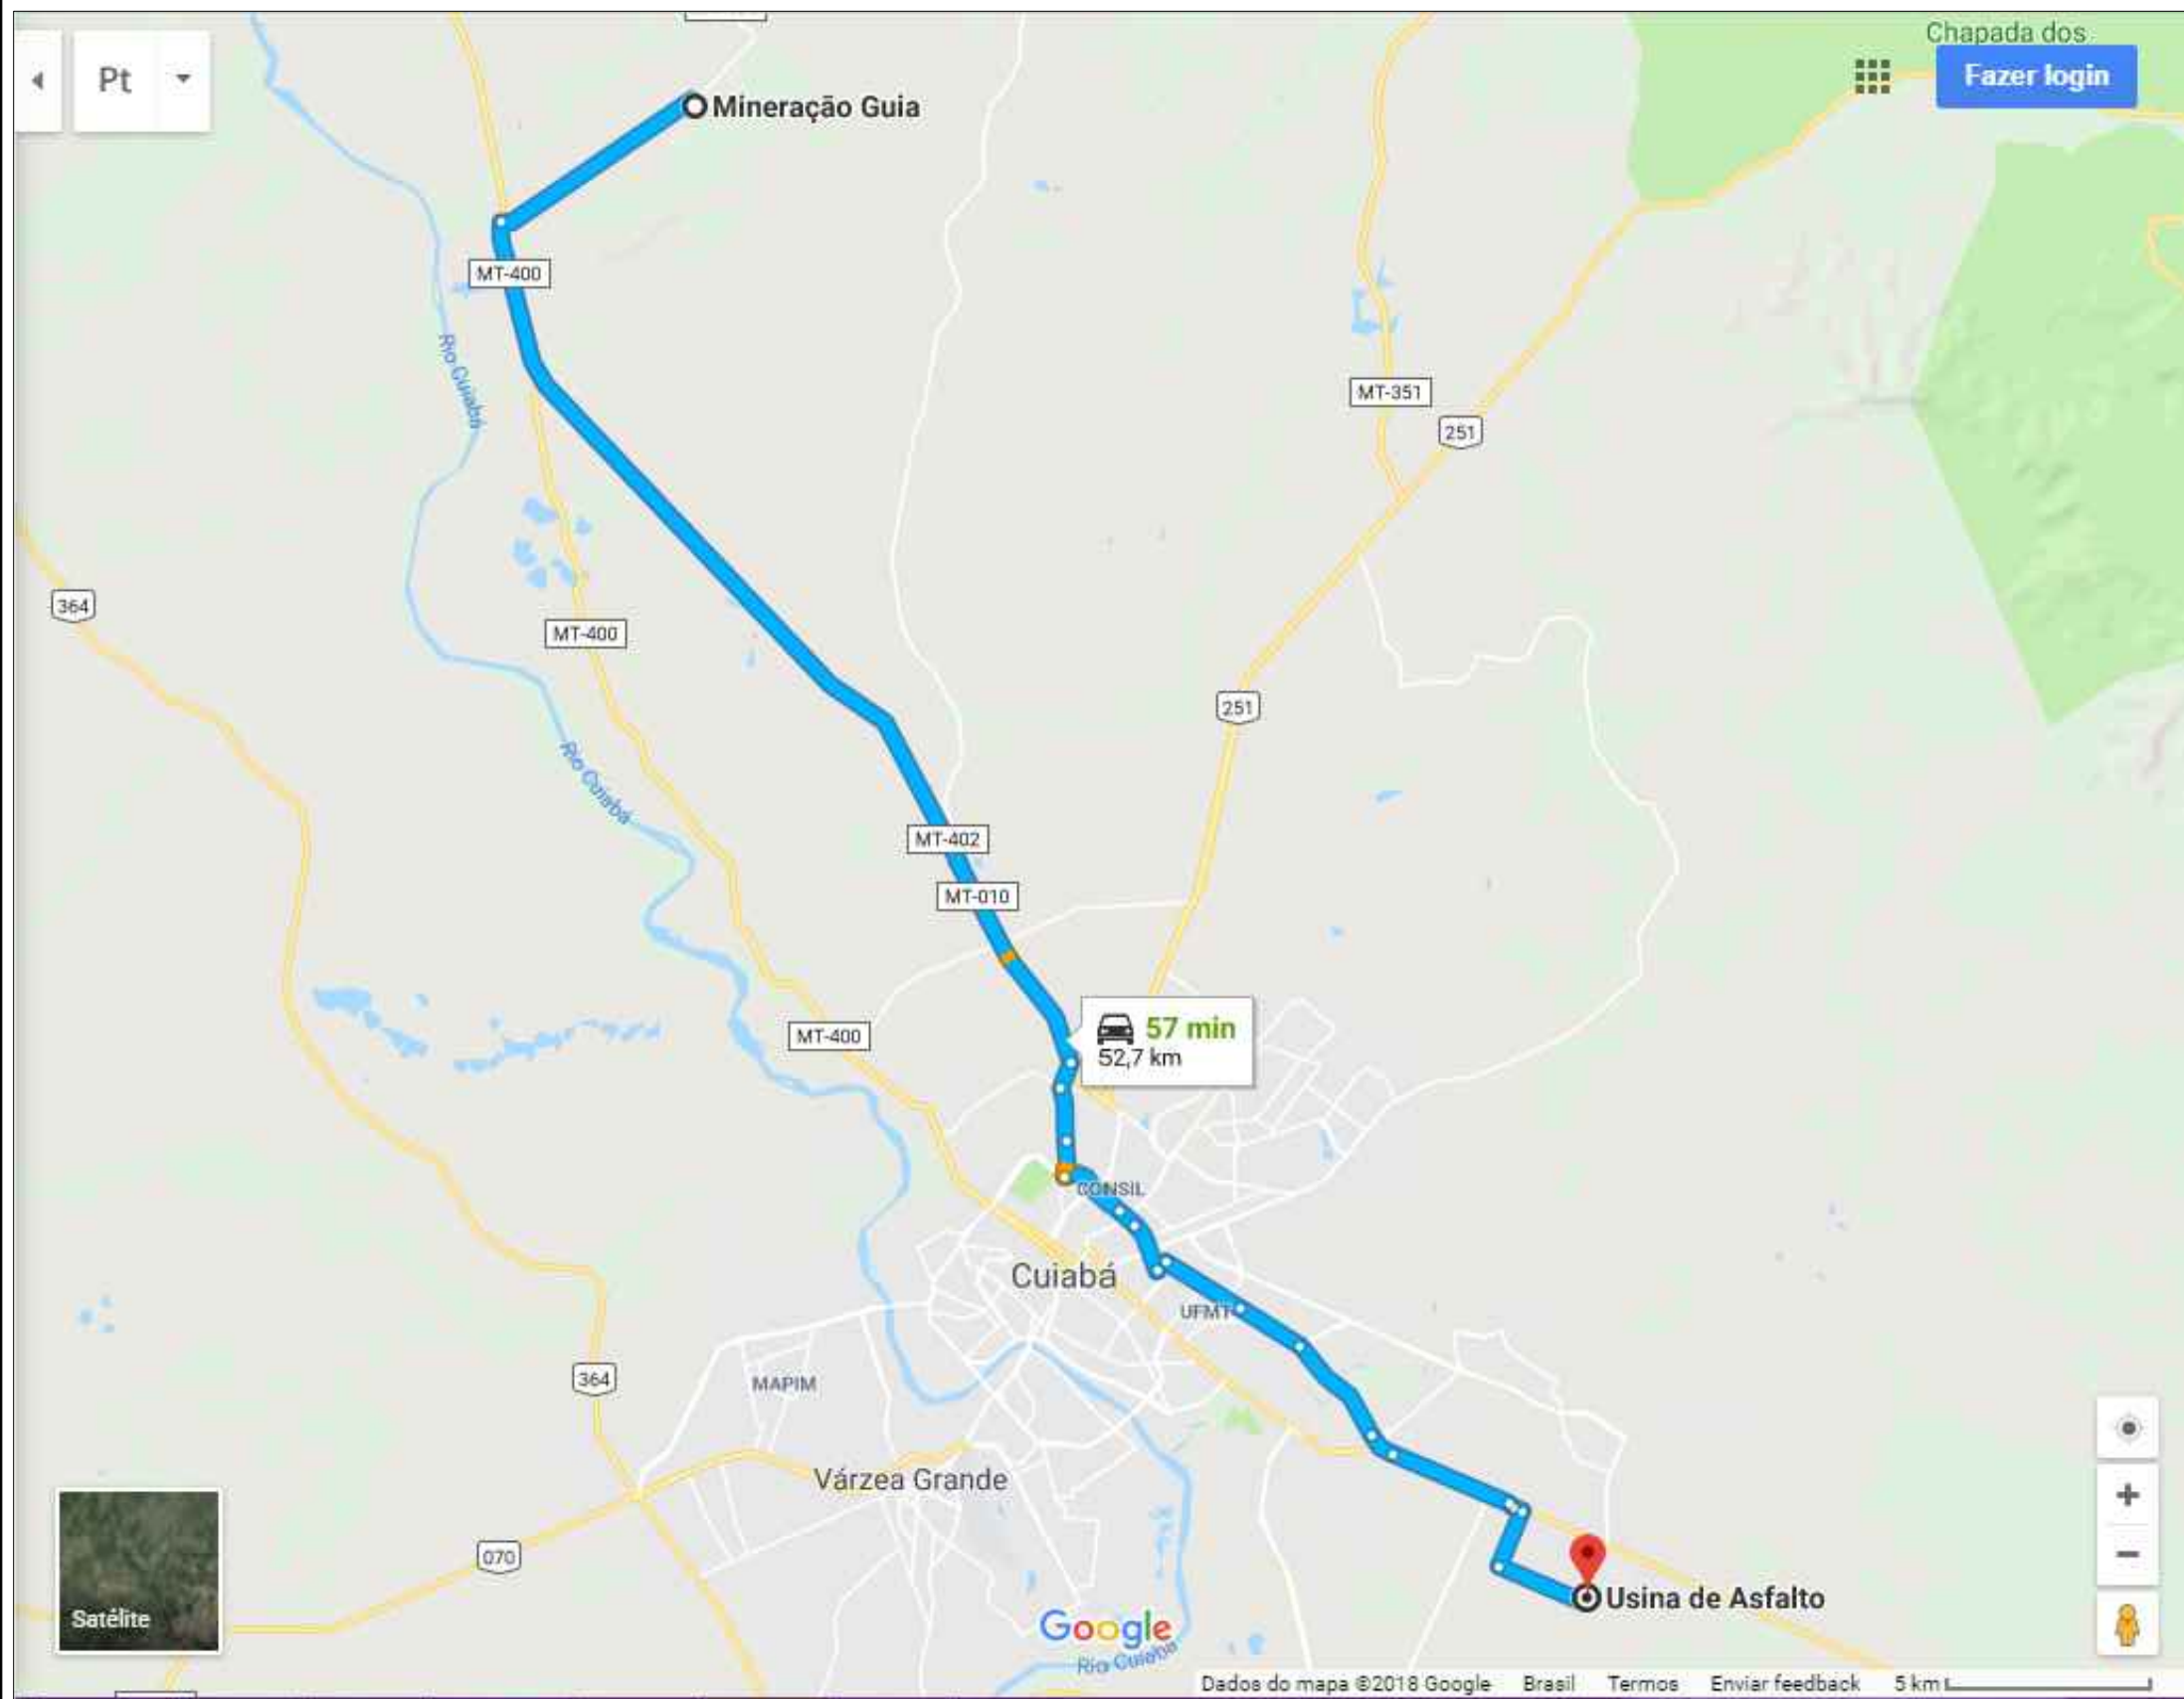 Chapada dos
Pt
Fazer login
Mineração Guia
MT-400
Rio Cuiabá
MT-351
251
364
MT-400
251
Rio Cuiabá
MT-402
MT-010
MT-400
57 min
52,7 km
CONSIL
Cuiabá
UFMT
364
MAPIM
Várzea Grande
070
Usina de Asfalto
Satélite
Google
Rio Cuiabá
Dados do mapa ©2018 Google Brasil Termos Enviar feedback 5 km